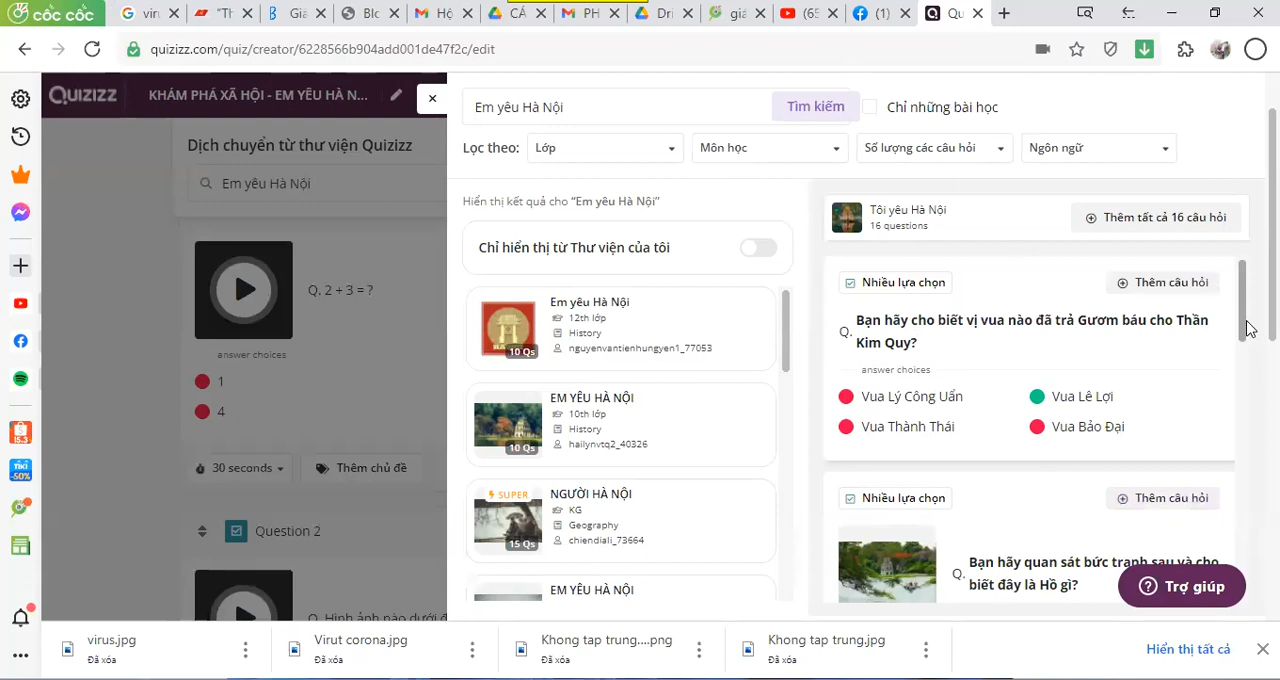 CỐC CỐC
viru
"Th
Gia
Blo
Hộ
CÁ
PH
Dri
giá
(65
(1)
Qu
quizizz.com/quiz/creator/6228566b904add001de47f2c/edit
QUIZIZZ
KHÁM PHÁ XÃ HỘI - EM YÊU HÀ N...
Dịch chuyển từ thư viện Quizizz
Em yêu Hà Nội
Q. 2 + 3 = ?
answer choices
1
4
30 seconds
Thêm chủ đề
Question 2
Q. Hình ảnh nào dưới đ
Em yêu Hà Nội
Tìm kiếm
Chỉ những bài học
Lọc theo:
Lớp
Môn học
Số lượng các câu hỏi
Ngôn ngữ
Hiển thị kết quả cho "Em yêu Hà Nội"
Chỉ hiển thị từ Thư viện của tôi
Em yêu Hà Nội
12th lớp
History
nguyenvantienhungyen1_77053
10 Qs
EM YÊU HÀ NỘI
10th lớp
History
hailynvtq2_40326
10 Qs
SUPER
NGƯỜI HÀ NỘI
KG
Geography
chiendiali_73664
15 Qs
EM YÊU HÀ NỘI
Tôi yêu Hà Nội
16 questions
Thêm tất cả 16 câu hỏi
Nhiều lựa chọn
Thêm câu hỏi
Q. Bạn hãy cho biết vị vua nào đã trả Gươm báu cho Thần
Kim Quy?
answer choices
Vua Lý Công Uẩn
Vua Lê Lợi
Vua Thành Thái
Vua Bảo Đại
Nhiều lựa chọn
Thêm câu hỏi
Q. Bạn hãy quan sát bức tranh sau và cho
biết đây là Hồ gì?
Trợ giúp
15.3
TIKI
-50%
virus.jpg
Đã xóa
Virut corona.jpg
Đã xóa
Khong tap trung....png
Đã xóa
Khong tap trung.jpg
Đã xóa
Hiển thị tất cả